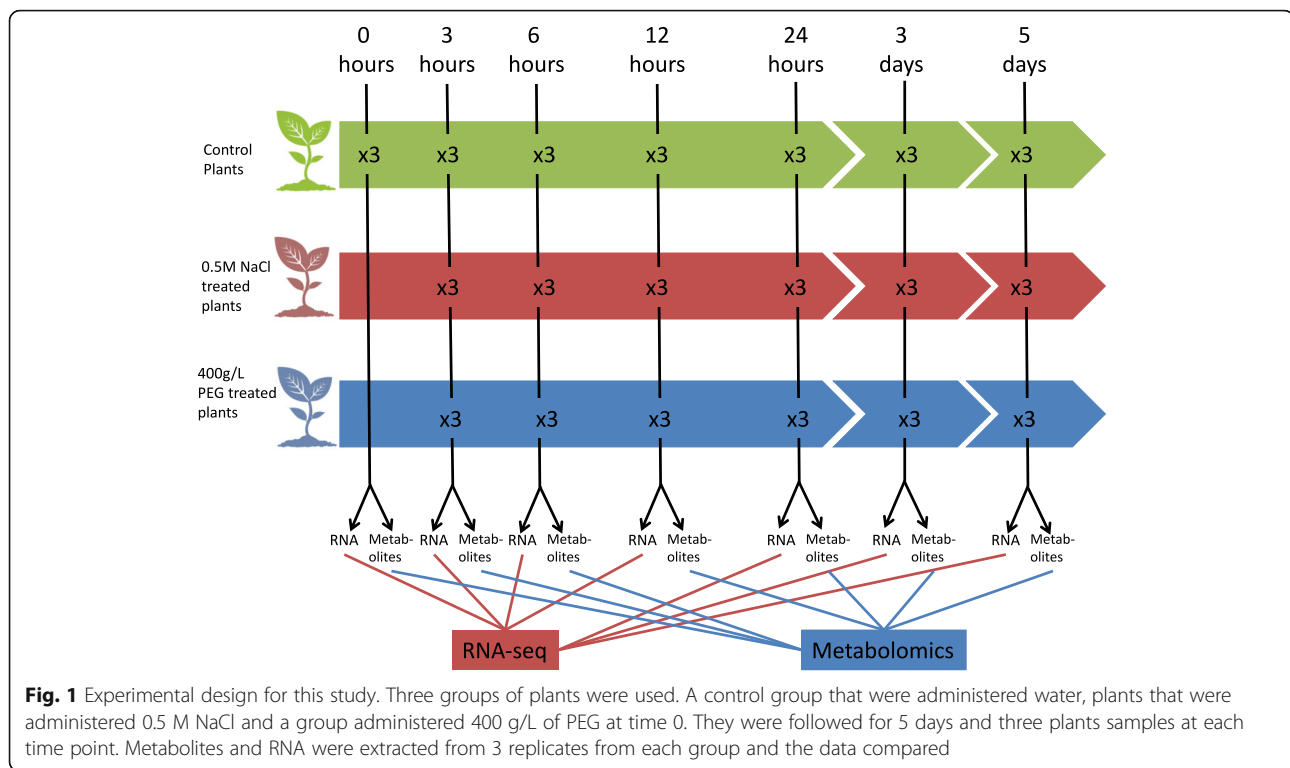 0 3 6 12 24 3 5
hours hours hours hours hours days days
Control
Plants
x3 x3 x3 x3 x3 x3 x3
0.5M NaCl
treated
plants
x3 x3 x3 x3 x3 x3
400g/L
PEG treated
plants
x3 x3 x3 x3 x3 x3
RNA Metab- RNA Metab- RNA Metab- RNA Metab- RNA Metab- RNA Metab- RNA Metab-
olites olites olites olites olites olites olites
RNA-seq Metabolomics
Fig. 1 Experimental design for this study. Three groups of plants were used. A control group that were administered water, plants that were
administered 0.5 M NaCl and a group administered 400 g/L of PEG at time 0. They were followed for 5 days and three plants samples at each
time point. Metabolites and RNA were extracted from 3 replicates from each group and the data compared